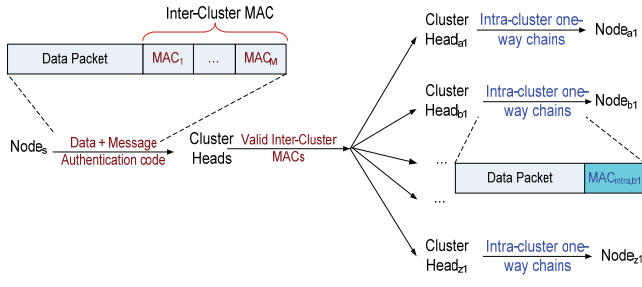 Inter-Cluster MAC
Data Packet
MAC1
...
MACM
Nodes
Data + Message
Authentication code
Cluster
Heads
Valid Inter-Cluster
MACs
Cluster
Heada1
Intra-cluster one-
way chains
Nodea1
Cluster
Headb1
Intra-cluster one-
way chains
Nodeb1
...
Data Packet
MACintra,b1
...
Cluster
Headz1
Intra-cluster one-
way chains
Nodez1